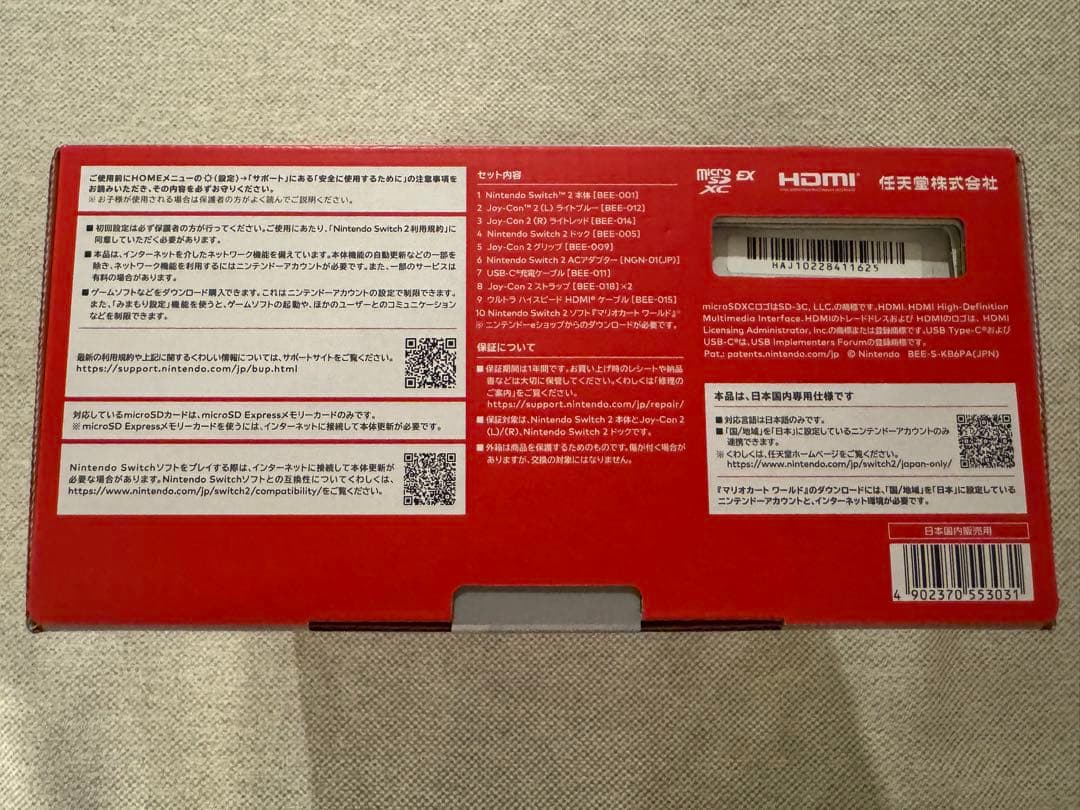 ご使用前にHOMEメニューの(設定)→「サポート」にある「安全に使用するために」の注意事項を
お読みいただき、その内容を必ずお守りください。
※お子様が使用される場合は保護者の方がよく読んでご説明ください。
■ 初回設定は必ず保護者の方が行ってください。ご使用にあたり、「Nintendo Switch 2利用規約」に
同意していただく必要があります。
■ 本品は、インターネットを介したネットワーク機能を備えています。本体機能の自動更新などの一部を
除き、ネットワーク機能を利用するにはニンテンドーアカウントが必要です。また、一部のサービスは
有料の場合があります。
■ ゲームソフトなどをダウンロード購入できます。これはニンテンドーアカウントの設定で制限できます。
また、「みまもり設定」機能を使うと、ゲームソフトの起動や、ほかのユーザーとのコミュニケーション
などを制限できます。
最新の利用規約や上記に関するくわしい情報については、サポートサイトをご覧ください。
https://support.nintendo.com/jp/bup.html
対応しているmicroSDカードは、microSD Expressメモリーカードのみです。
※ microSD Expressメモリーカードを使うには、インターネットに接続して本体更新が必要です。
Nintendo Switchソフトをプレイする際は、インターネットに接続して本体更新が
必要な場合があります。Nintendo Switchソフトとの互換性についてくわしくは、
https://www.nintendo.com/jp/switch2/compatibility/をご覧ください。
セット内容
1 Nintendo Switch™ 2 本体 [BEE-001]
2 Joy-Con™ 2 (L) ライトブルー [BEE-012]
3 Joy-Con 2 (R) ライトレッド [BEE-014]
4 Nintendo Switch 2 ドック [BEE-005]
5 Joy-Con 2 グリップ [BEE-009]
6 Nintendo Switch 2 ACアダプター [NGN-01(JP)]
7 USB-C®充電ケーブル [BEE-011]
8 Joy-Con 2 ストラップ [BEE-018] ×2
9 ウルトラ ハイスピード HDMI® ケーブル [BEE-015]
10 Nintendo Switch 2 ソフト『マリオカート ワールド』※
※ ニンテンドーeショップからのダウンロードが必要です。
保証について
■ 保証期間は1年間です。お買い上げ時のレシートや納品
書などは大切に保管してください。くわしくは「修理の
ご案内」をご覧ください。
https://support.nintendo.com/jp/repair/
■ 保証対象は、Nintendo Switch 2 本体とJoy-Con 2
(L)/(R)、Nintendo Switch 2 ドックです。
■ 外箱は商品を保護するためのものです。傷が付く場合が
ありますが、交換の対象にはなりません。
micro SD XC EX
HDMI
任天堂株式会社
HAJ10228411625
microSDXCロゴはSD-3C, LLC.の商標です。HDMI、HDMI High-Definition
Multimedia Interface、HDMIのトレードドレスおよび HDMIのロゴは、HDMI
Licensing Administrator, Inc.の商標または登録商標です。USB Type-C®および
USB-C®は、USB Implementers Forumの登録商標です。
Pat.: patents.nintendo.com/jp © Nintendo BEE-S-KB6PA(JPN)
本品は、日本国内専用仕様です
■ 対応言語は日本語のみです。
■ 「国/地域」を「日本」に設定しているニンテンドーアカウントのみ
連携できます。
※ くわしくは、任天堂ホームページをご覧ください。
https://www.nintendo.com/jp/switch2/japan-only/
『マリオカート ワールド』のダウンロードには、「国/地域」を「日本」に設定している
ニンテンドーアカウントと、インターネット環境が必要です。
日本国内販売用
4 902370 553031